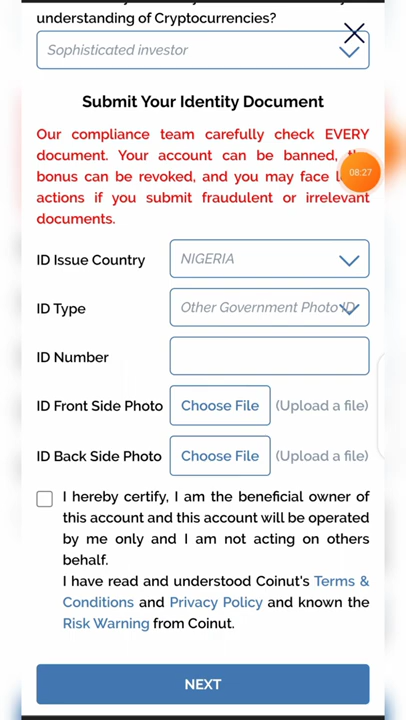 understanding of Cryptocurrencies?
Sophisticated investor
Submit Your Identity Document
Our compliance team carefully check EVERY
document. Your account can be banned,
bonus can be revoked, and you may face
08:27
actions if you submit fraudulent or irrelevant
documents.
ID Issue Country
NIGERIA
ID Type
Other Government Photo ID
ID Number
ID Front Side Photo
Choose File
(Upload a file)
ID Back Side Photo
Choose File
(Upload a file)
I hereby certify, I am the beneficial owner of
this account and this account will be operated
by me only and I am not acting on others
behalf.
I have read and understood Coinut's Terms &
Conditions and Privacy Policy and known the
Risk Warning from Coinut.
NEXT